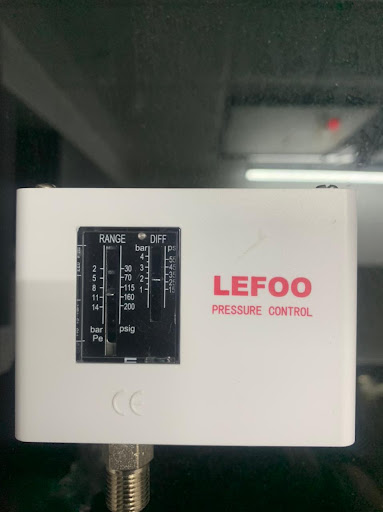 RANGE DIFF
bar
4
3
2
1
2
5
8
11
14
30
70
115
160
200
bar psig
Pe
LEFOO
PRESSURE CONTROL
CE